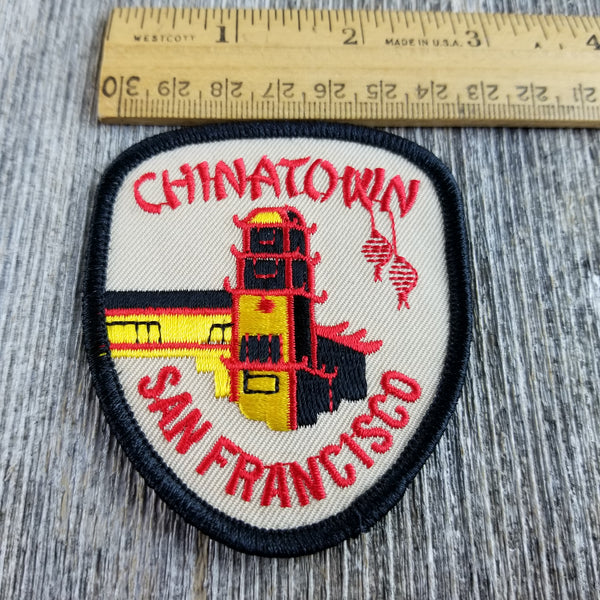 WESTCOTT 1 2 MADE IN U.S.A. 3 4
30 29 28 27 26 25 24 23 22 21
CHINATOWN
SAN FRANCISCO